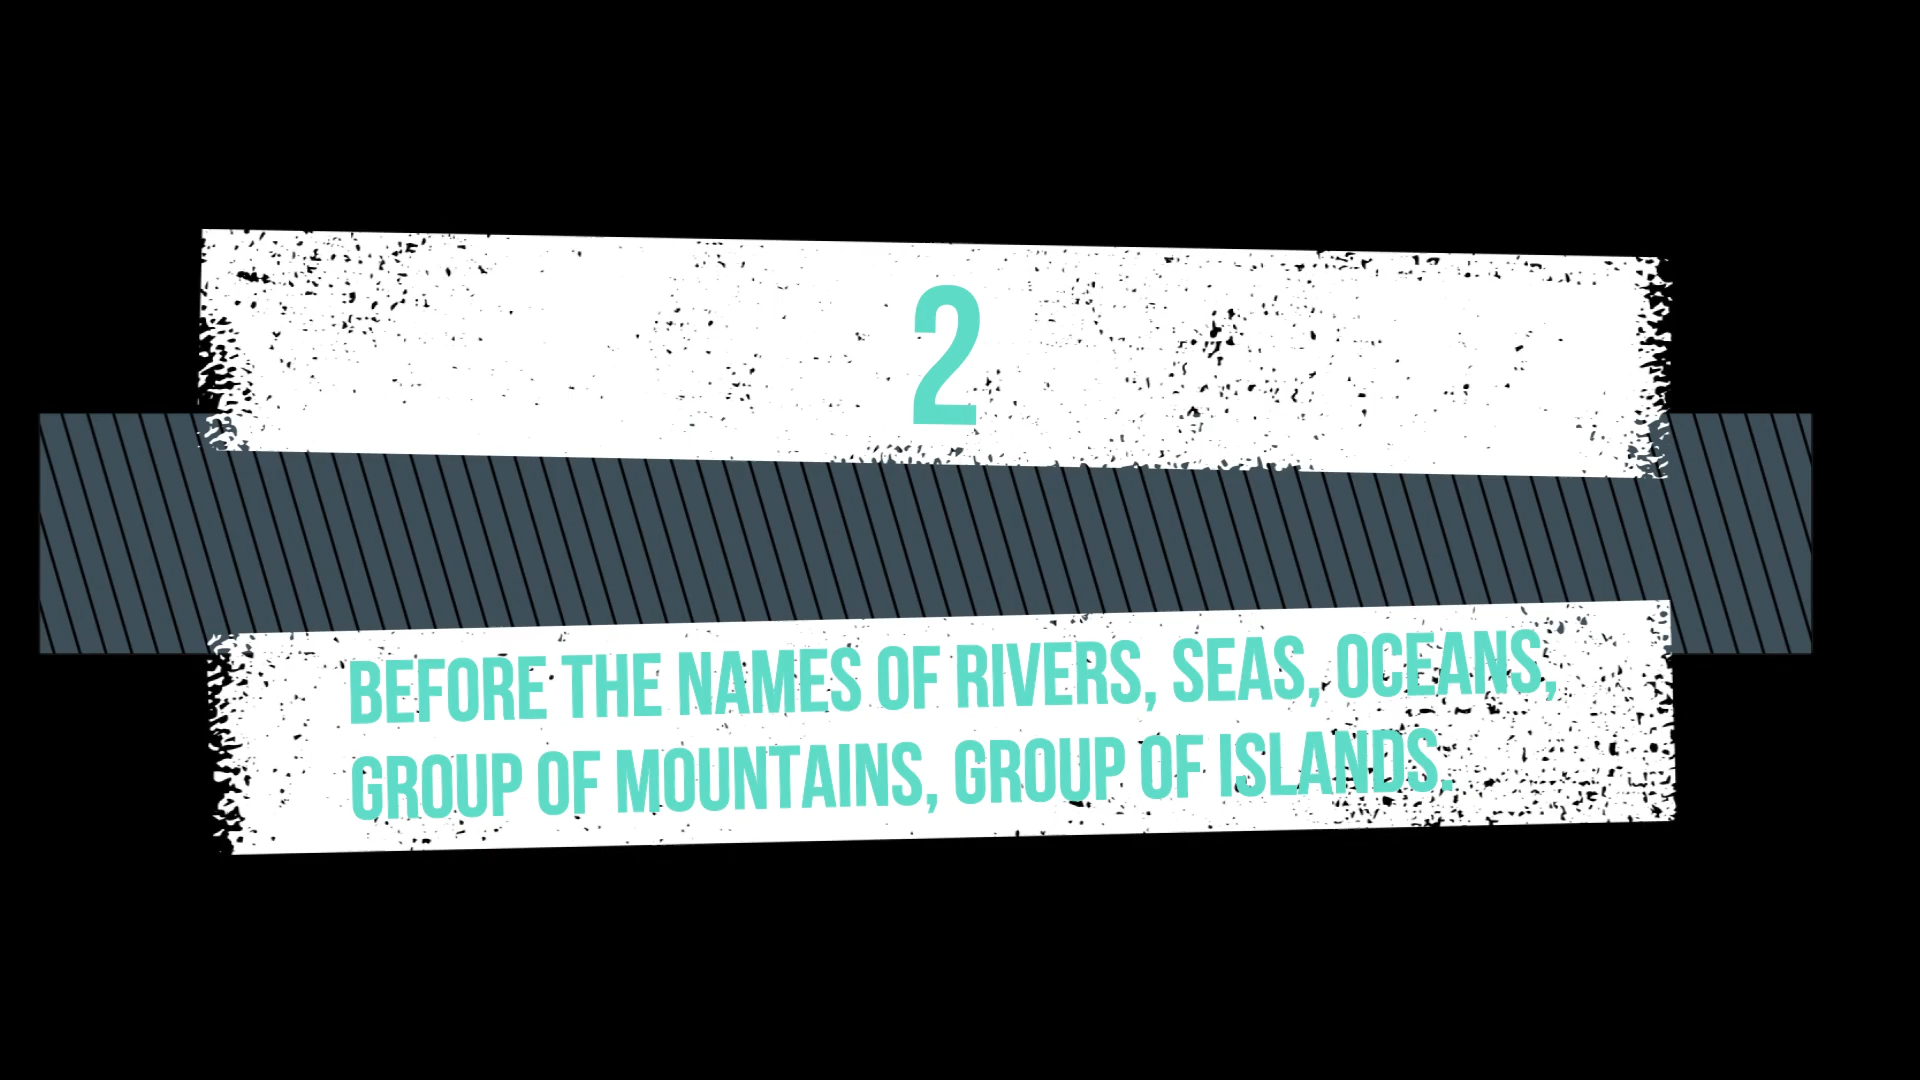 2
BEFORE THE NAMES OF RIVERS, SEAS, OCEANS,
GROUP OF MOUNTAINS, GROUP OF ISLANDS.